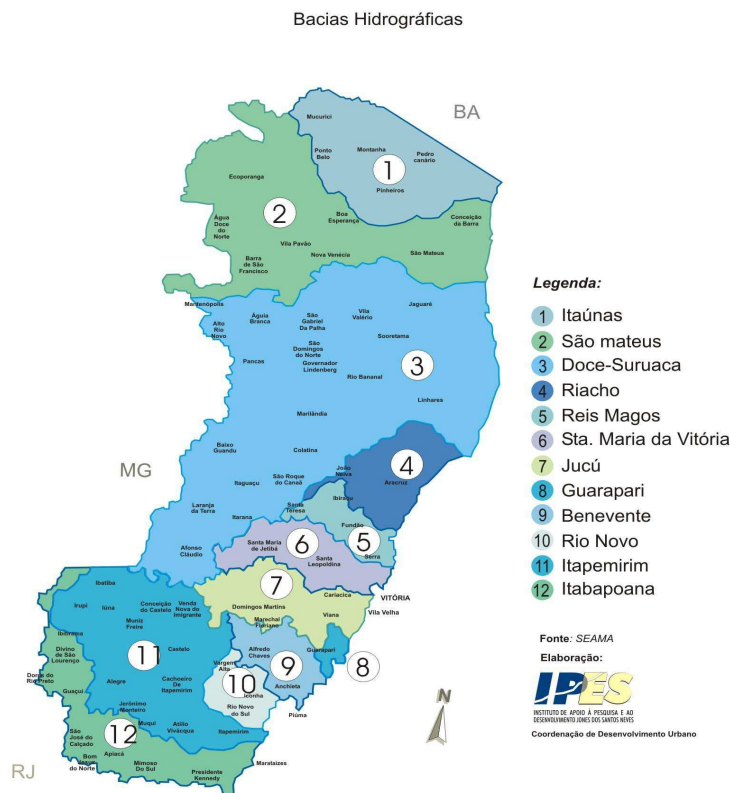 Bacias Hidrográficas
BA
Mucurici
Ponto
Belo
Montanha
Pedro
canário
1
Pinheiros
Ecoporanga
2
Água
Doce
do
Norte
Boa
Esperança
Conceição
da Barra
Vila Pavão
Nova Venécia
São Mateus
Barra
de São
Francisco
Mantenópolis
Alto
Rio
Novo
Águia
Branca
São
Gabriel
Da Palha
Vila
Valério
Jaguaré
Sooretama
São
Domingos
do Norte
Governador
Lindenberg
Pancas
Rio Bananal
3
Linhares
Marilândia
Baixo
Guandu
Colatina
MG
João
Neiva
4
Aracruz
Itaguaçu
São Roque
do Canaã
Ibiraçu
Laranja
da Terra
Santa
Teresa
Itarana
Fundão
5
Serra
Afonso
Cláudio
Santa Maria
de Jetibá
6
Santa
Leopoldina
Ibatiba
7
Cariacica
VITÓRIA
Vila Velha
Irupi
Iúna
Conceição
do Castelo
Venda
Nova do
Imigrante
Domingos Martins
Viana
Muniz
Freire
Marechal
Floriano
Ibitirama
Divino
de São
Lourenço
11
Castelo
Alfredo
Chaves
Guarapari
8
Vargem
Alta
9
Dores do
Rio Preto
Guaçuí
Alegre
Cachoeiro
De
Itapemirim
10
Iconha
Anchieta
Jerônimo
Monteiro
Rio Novo
do Sul
Piúma
São
José do
Calçado
12
Muqui
Atílio
Vivácqua
Itapemirim
Apiacá
Bom
do Norte
Mimoso
Do Sul
Presidente
Kennedy
Marataizes
RJ
N
Legenda:
1 Itaúnas
2 São mateus
3 Doce-Suruaca
4 Riacho
5 Reis Magos
6 Sta. Maria da Vitória
7 Jucú
8 Guarapari
9 Benevente
10 Rio Novo
11 Itapemirim
12 Itabapoana
Fonte: SEAMA
Elaboração:
IPES
INSTITUTO DE APOIO À PESQUISA E AO
DESENVOLVIMENTO JONES DOS SANTOS NEVES
Coordenação de Desenvolvimento Urbano